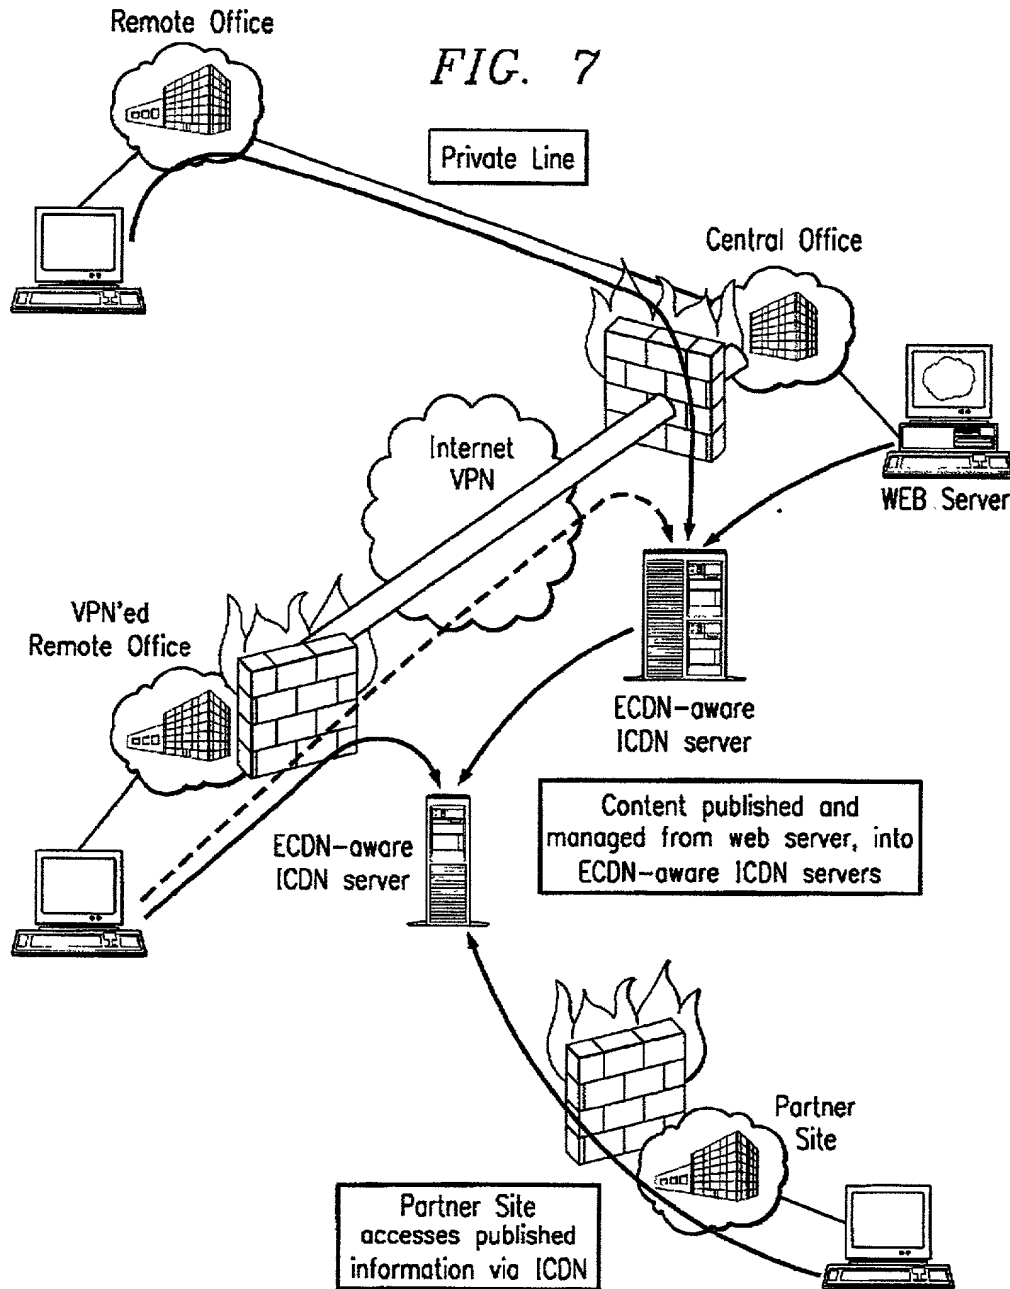 Remote Office
FIG. 7
Private Line
Central Office
Internet
VPN
WEB Server
VPN'ed
Remote Office
ECDN-aware
ICDN server
ECDN-aware
ICDN server
Content published and
managed from web server, into
ECDN-aware ICDN servers
Partner
Site
Partner Site
accesses published
information via ICDN